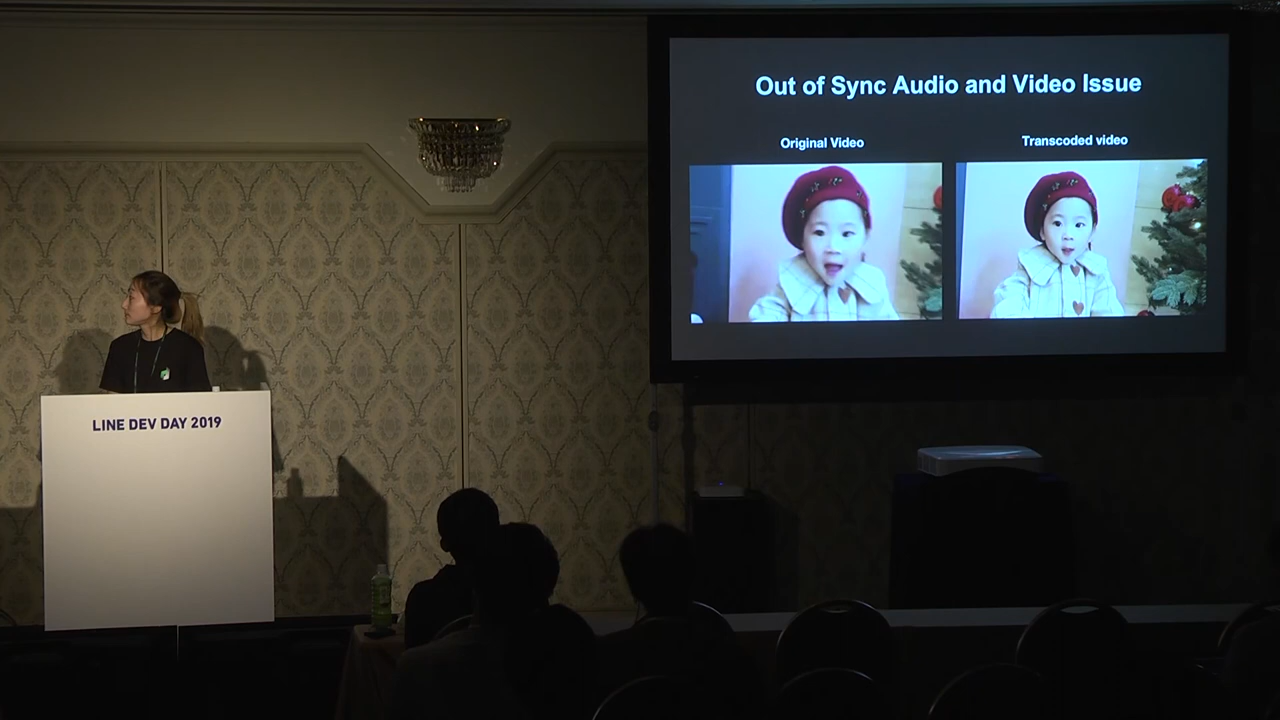 Out of Sync Audio and Video Issue
Original Video
Transcoded video
LINE DEV DAY 2019